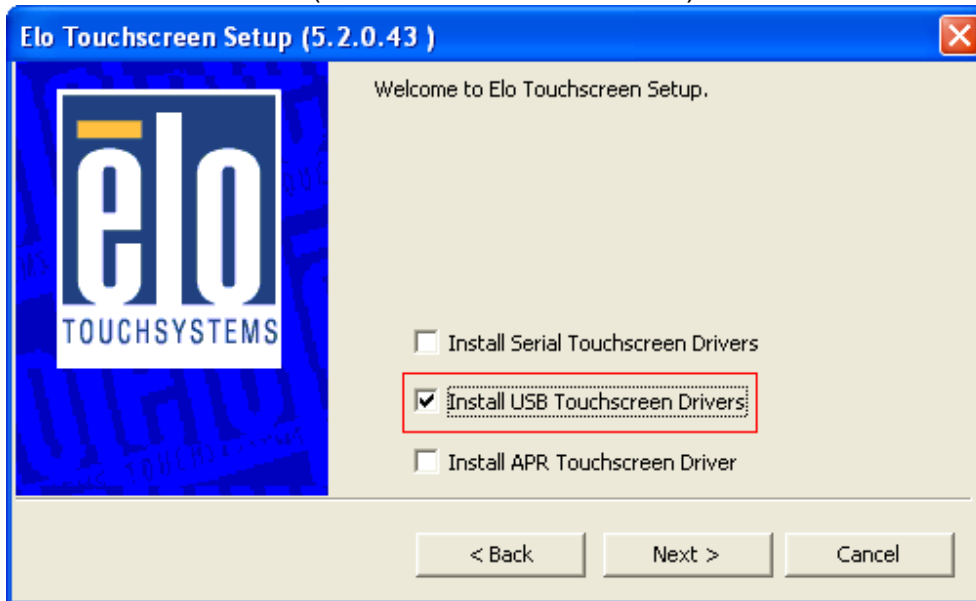 Elo Touchscreen Setup (5.2.0.43 )
Welcome to Elo Touchscreen Setup.
ēlo
TOUCHSYSTEMS
Install Serial Touchscreen Drivers
Install USB Touchscreen Drivers
Install APR Touchscreen Driver
< Back
Next >
Cancel